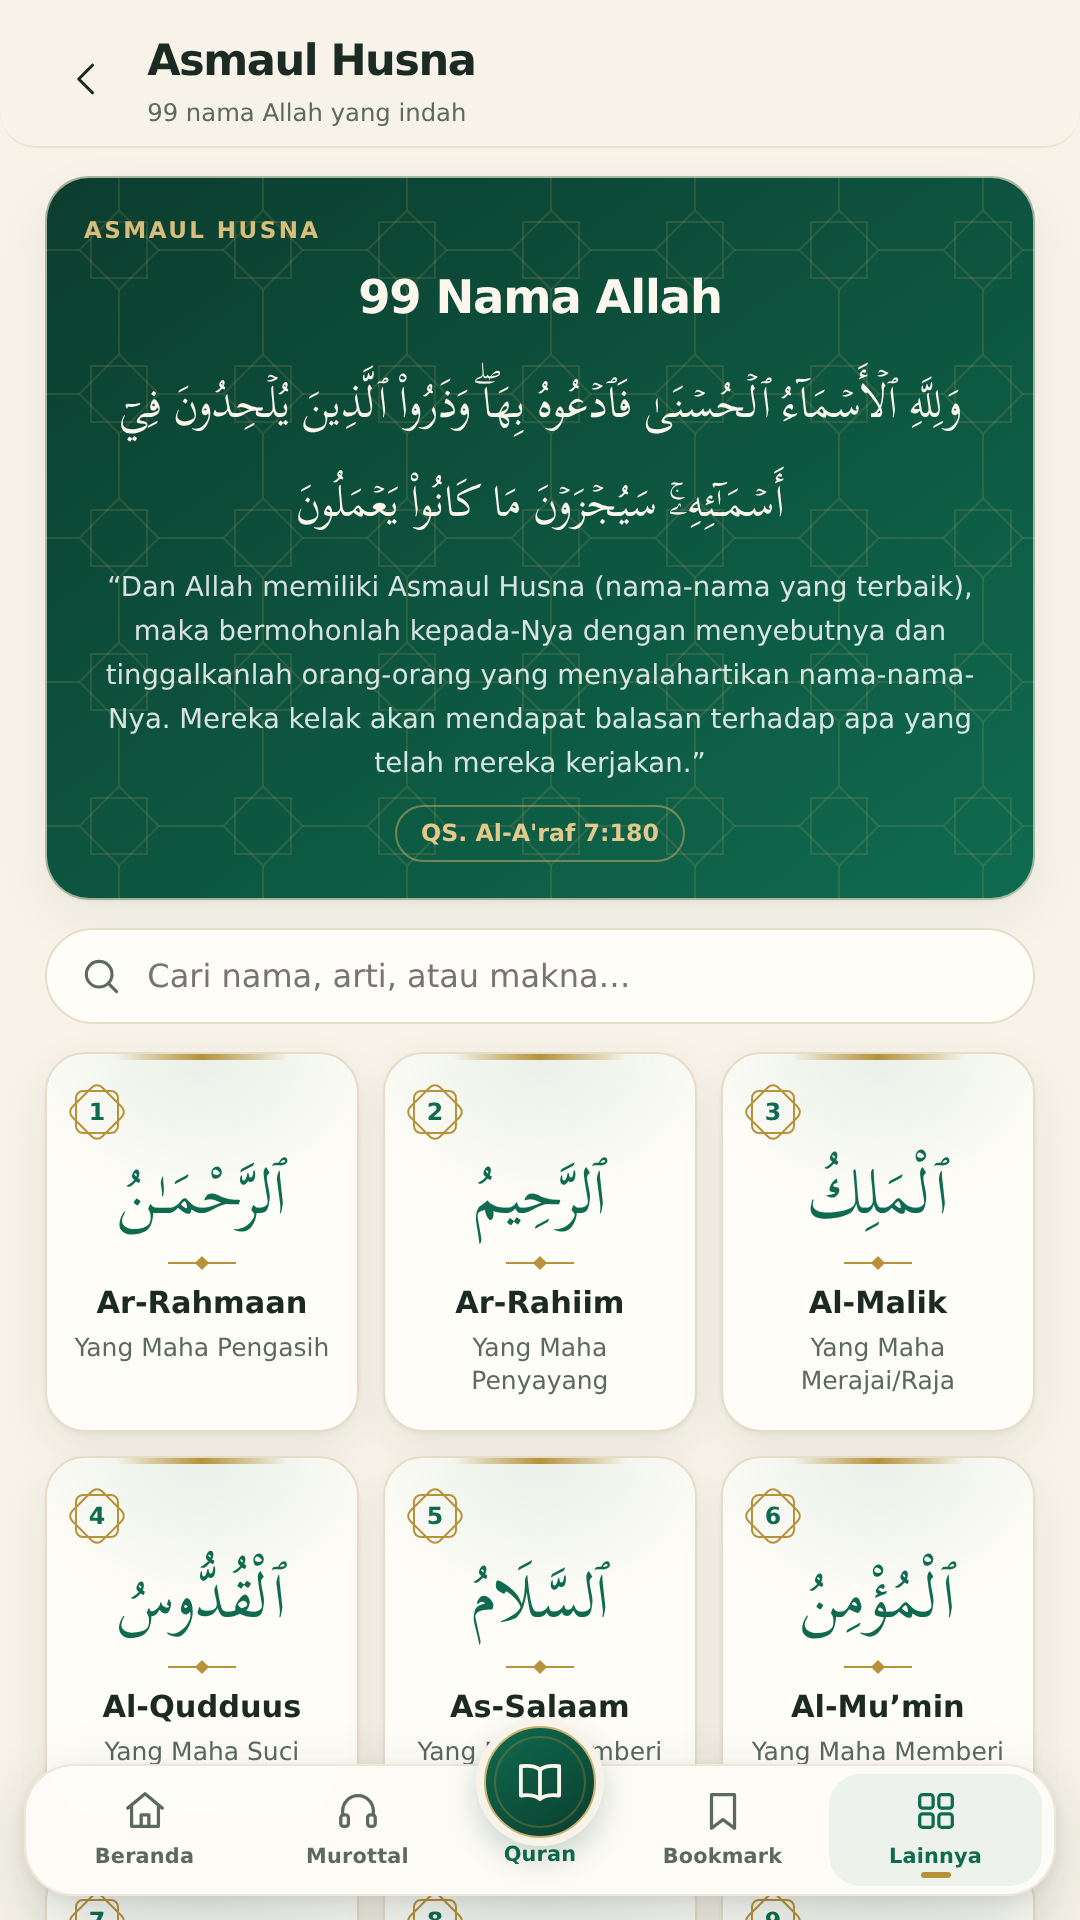 Asmaul Husna
99 nama Allah yang indah
ASMAUL HUSNA
99 Nama Allah
وَلِلَّهِ ٱلْأَسْمَآءُ ٱلْحُسْنَىٰ فَٱدْعُوهُ بِهَا ۖ وَذَرُوا۟ ٱلَّذِينَ يُلْحِدُونَ فِىٓ
أَسْمَـٰٓئِهِۦ ۚ سَيُجْزَوْنَ مَا كَانُوا۟ يَعْمَلُونَ
“Dan Allah memiliki Asmaul Husna (nama-nama yang terbaik),
maka bermohonlah kepada-Nya dengan menyebutnya dan
tinggalkanlah orang-orang yang menyalahartikan nama-nama-
Nya. Mereka kelak akan mendapat balasan terhadap apa yang
telah mereka kerjakan.”
QS. Al-A'raf 7:180
Cari nama, arti, atau makna...
1
ٱلرَّحْمَـٰنُ
Ar-Rahmaan
Yang Maha Pengasih
2
ٱلرَّحِيمُ
Ar-Rahiim
Yang Maha
Penyayang
3
ٱلْمَلِكُ
Al-Malik
Yang Maha
Merajai/Raja
4
ٱلْقُدُّوسُ
Al-Qudduus
Yang Maha Suci
5
ٱلسَّلَامُ
As-Salaam
Yang
6
ٱلْمُؤْمِنُ
Al-Mu’min
Yang Maha Memberi
Beranda
Murottal
Quran
Bookmark
Lainnya
7
8
9